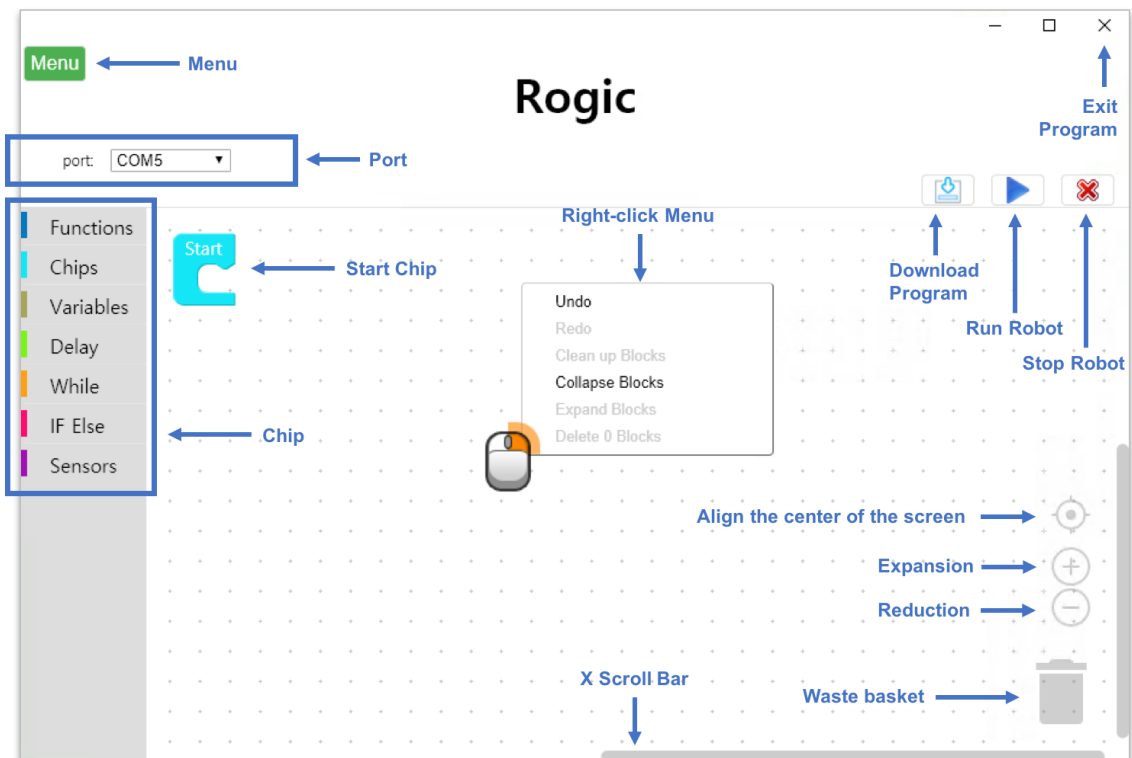 Menu
Menu
Rogic
Exit
Program
port:
COM5
Port
Functions
Chips
Variables
Delay
While
IF Else
Sensors
Chip
Start
Start Chip
Right-click Menu
Undo
Redo
Clean up Blocks
Collapse Blocks
Expand Blocks
Delete 0 Blocks
Download
Program
Run Robot
Stop Robot
Align the center of the screen
Expansion
Reduction
X Scroll Bar
Waste basket